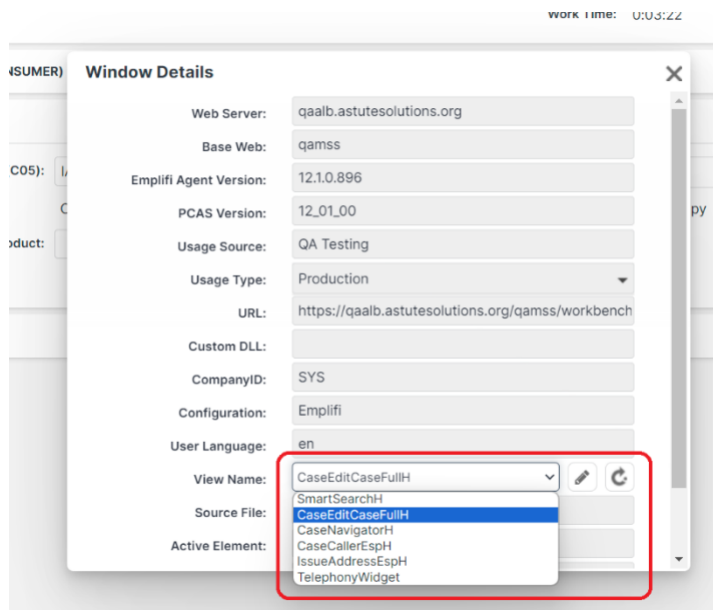 Work Time: 0:03:22
NSUMER)
Window Details
Web Server: qaalb.astutesolutions.org
Base Web: qamss
C05):
Emplifi Agent Version: 12.1.0.896
PCAS Version: 12_01_00
py
oduct:
Usage Source: QA Testing
Usage Type: Production
URL: https://qaalb.astutesolutions.org/qamss/workbench
Custom DLL:
CompanyID: SYS
Configuration: Emplifi
User Language: en
View Name: CaseEditCaseFullH
SmartSearchH
Source File:
CaseEditCaseFullH
CaseNavigatorH
Active Element:
CaseCallerEspH
IssueAddressEspH
TelephonyWidget